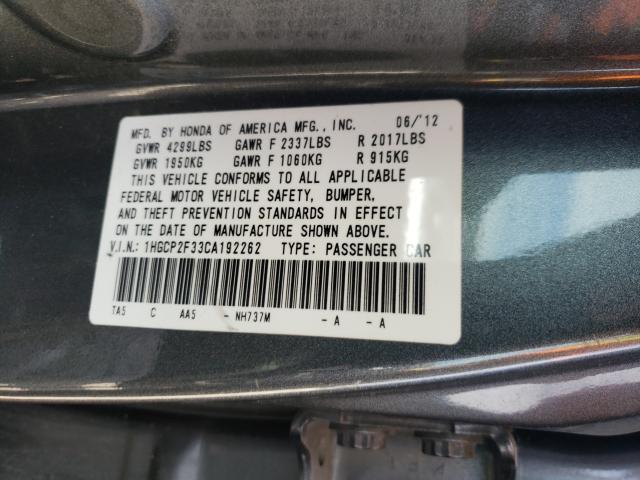 MFD. BY HONDA OF AMERICA MFG., INC. 06/'12
GVWR 4299LBS GAWR F 2337LBS R 2017LBS
GVWR 1950KG GAWR F 1060KG R 915KG
THIS VEHICLE CONFORMS TO ALL APPLICABLE
FEDERAL MOTOR VEHICLE SAFETY, BUMPER,
AND THEFT PREVENTION STANDARDS IN EFFECT
ON THE DATE OF MANUFACTURE SHOWN ABOVE.
V.I.N.: 1HGCP2F33CA192262 TYPE: PASSENGER CAR
TA5 C AA5 - NH737M - A - A